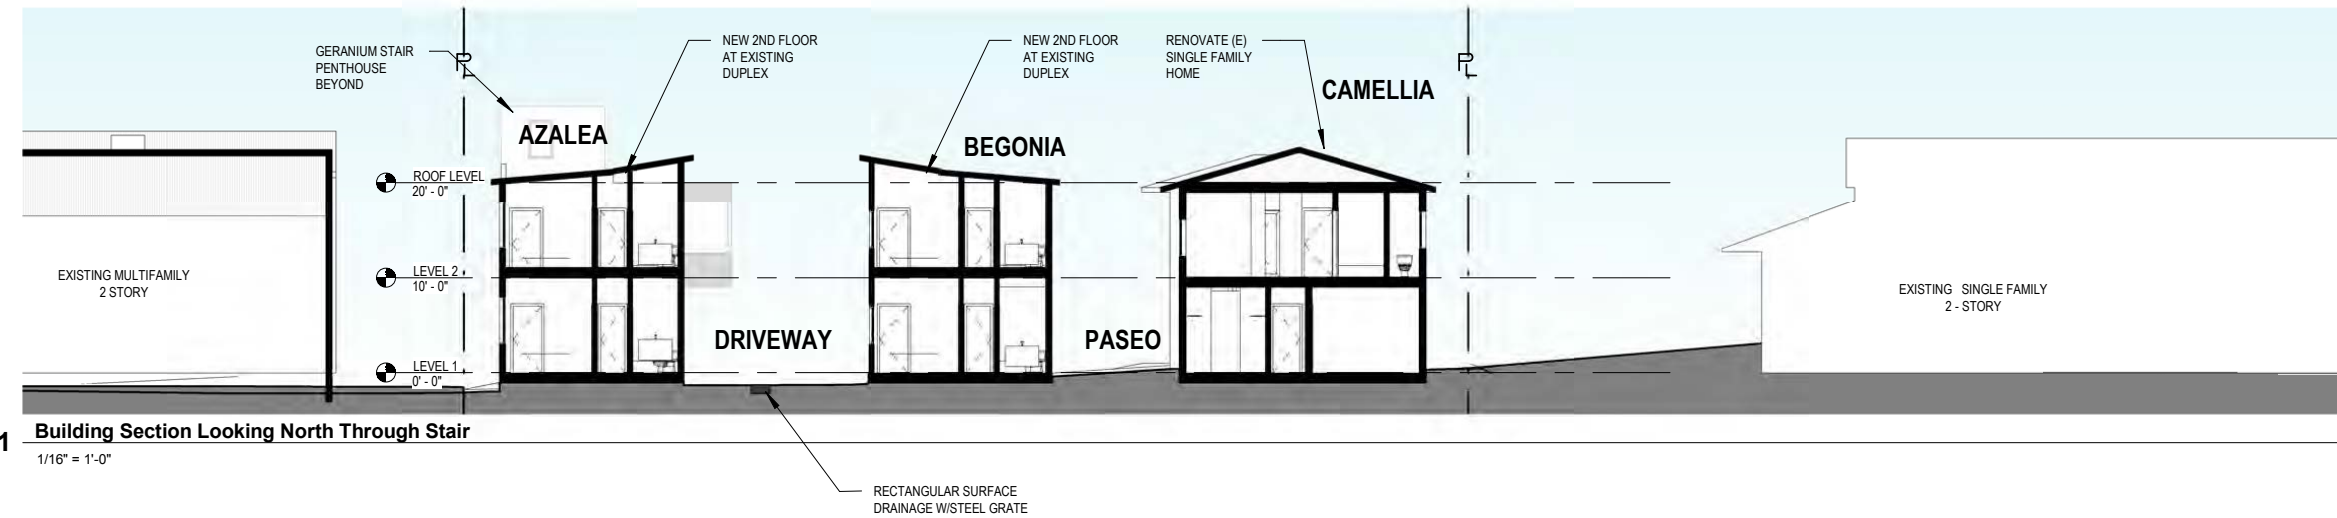 GERANIUM STAIR
PENTHOUSE
BEYOND
PL
NEW 2ND FLOOR
AT EXISTING
DUPLEX
NEW 2ND FLOOR
AT EXISTING
DUPLEX
RENOVATE (E)
SINGLE FAMILY
HOME
PL
CAMELLIA
AZALEA
BEGONIA
ROOF LEVEL
20' - 0"
EXISTING MULTIFAMILY
2 STORY
LEVEL 2
10' - 0"
EXISTING SINGLE FAMILY
2 - STORY
DRIVEWAY
PASEO
LEVEL 1
0' - 0"
1
Building Section Looking North Through Stair
1/16" = 1'-0"
RECTANGULAR SURFACE
DRAINAGE W/STEEL GRATE